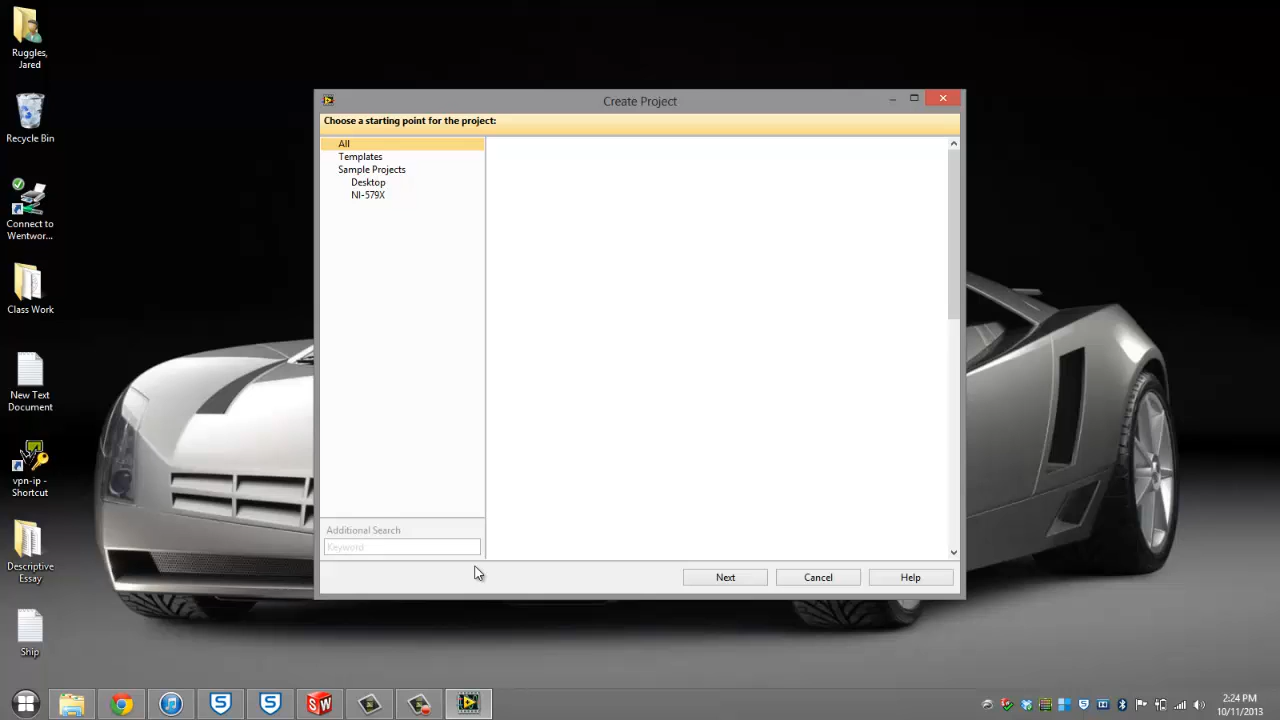 Ruggles,
Jared
Recycle Bin
Connect to
Wentwor...
Class Work
New Text
Document
vpn-ip -
Shortcut
Descriptive
Essay
Ship
Create Project
Choose a starting point for the project:
All
Templates
Sample Projects
Desktop
NI-579X
Additional Search
Keyword
Next
Cancel
Help
2:24 PM
10/11/2013